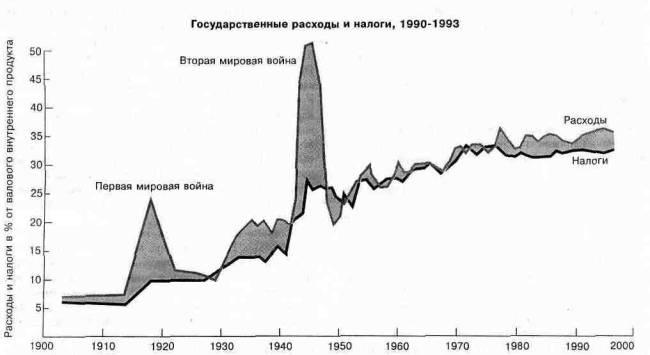 Государственные расходы и налоги, 1990-1993
Расходы и налоги в % от валового внутреннего продукта
50
45
40
35
30
25
20
15
10
5
Вторая мировая война
Первая мировая война
Расходы
Налоги
1900 1910 1920 1930 1940 1950 1960 1970 1980 1990 2000